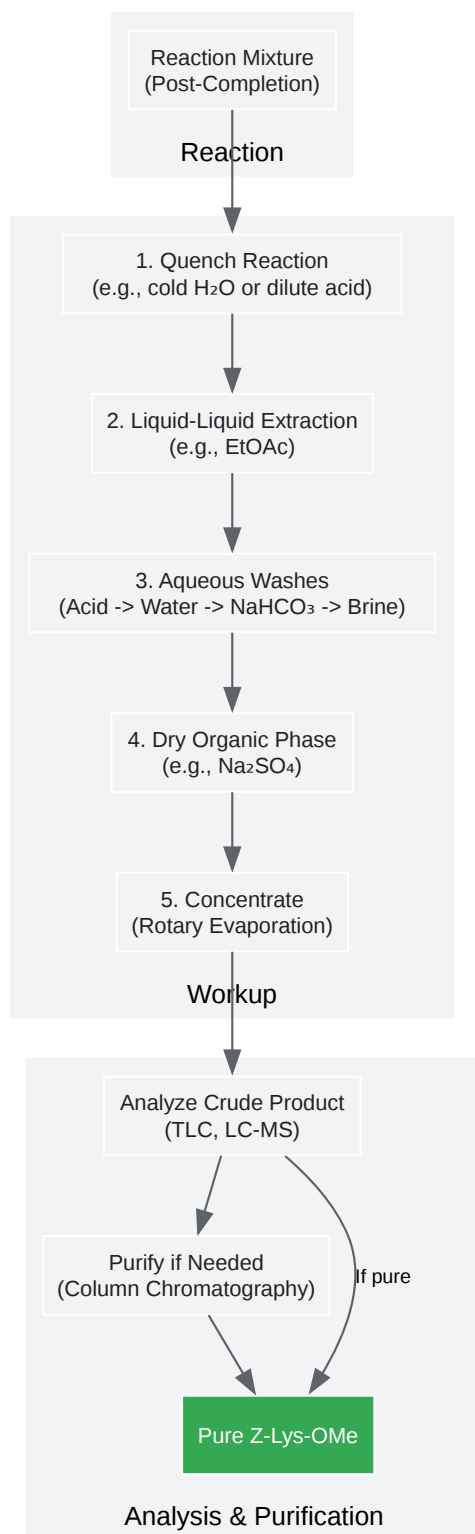 Reaction Mixture
(Post-Completion)
Reaction
1. Quench Reaction
(e.g., cold H₂O or dilute acid)
2. Liquid-Liquid Extraction
(e.g., EtOAc)
3. Aqueous Washes
(Acid -> Water -> NaHCO₃ -> Brine)
4. Dry Organic Phase
(e.g., Na₂SO₄)
5. Concentrate
(Rotary Evaporation)
Workup
Analyze Crude Product
(TLC, LC-MS)
Purify if Needed
(Column Chromatography)
If pure
Pure Z-Lys-OMe
Analysis & Purification